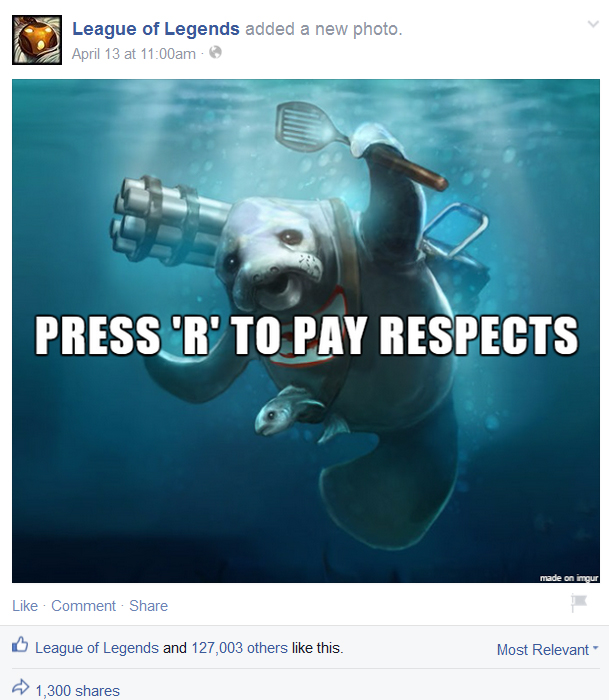 League of Legends added a new photo.
April 13 at 11:00am ·
PRESS 'R' TO PAY RESPECTS
made on imgur
Like · Comment · Share
League of Legends and 127,003 others like this.
Most Relevant
1,300 shares